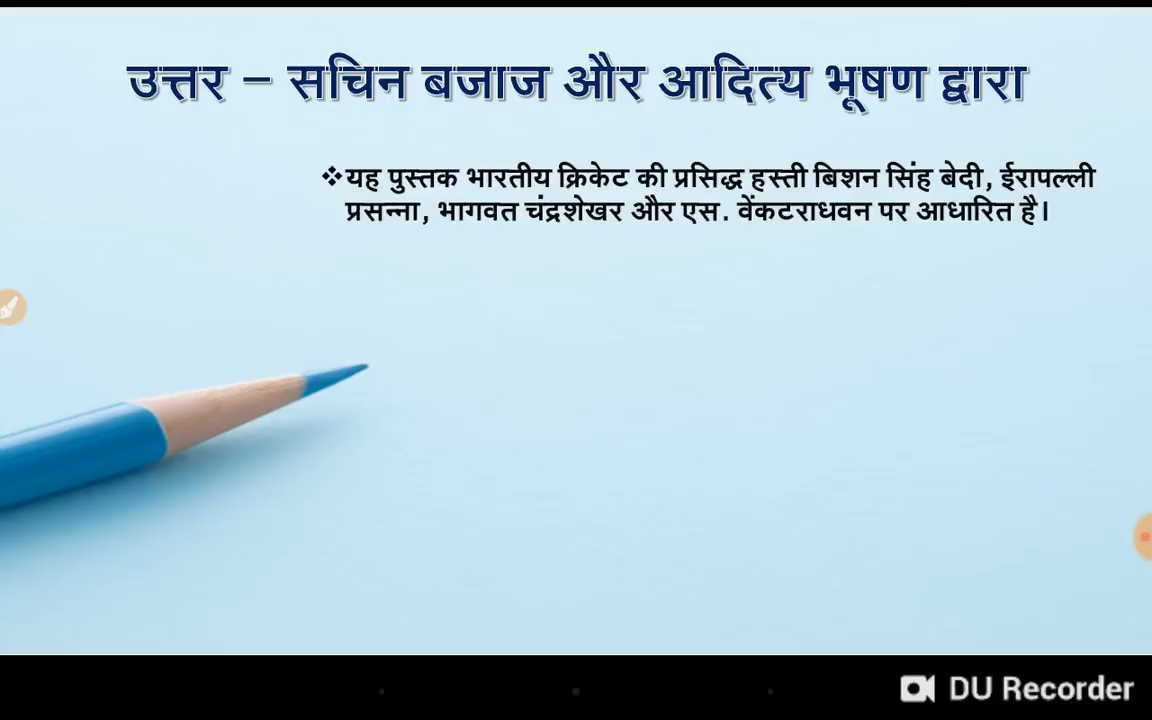 उत्तर – सचिन बजाज और आदित्य भूषण द्वारा
❖यह पुस्तक भारतीय क्रिकेट की प्रसिद्ध हस्ती बिशन सिंह बेदी, ईरापल्ली
प्रसन्ना, भागवत चंद्रशेखर और एस. वेंकटराधवन पर आधारित है।
DU Recorder